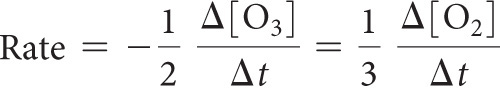 Rate = − 1/2 Δ[O₃]/Δt = 1/3 Δ[O₂]/Δt